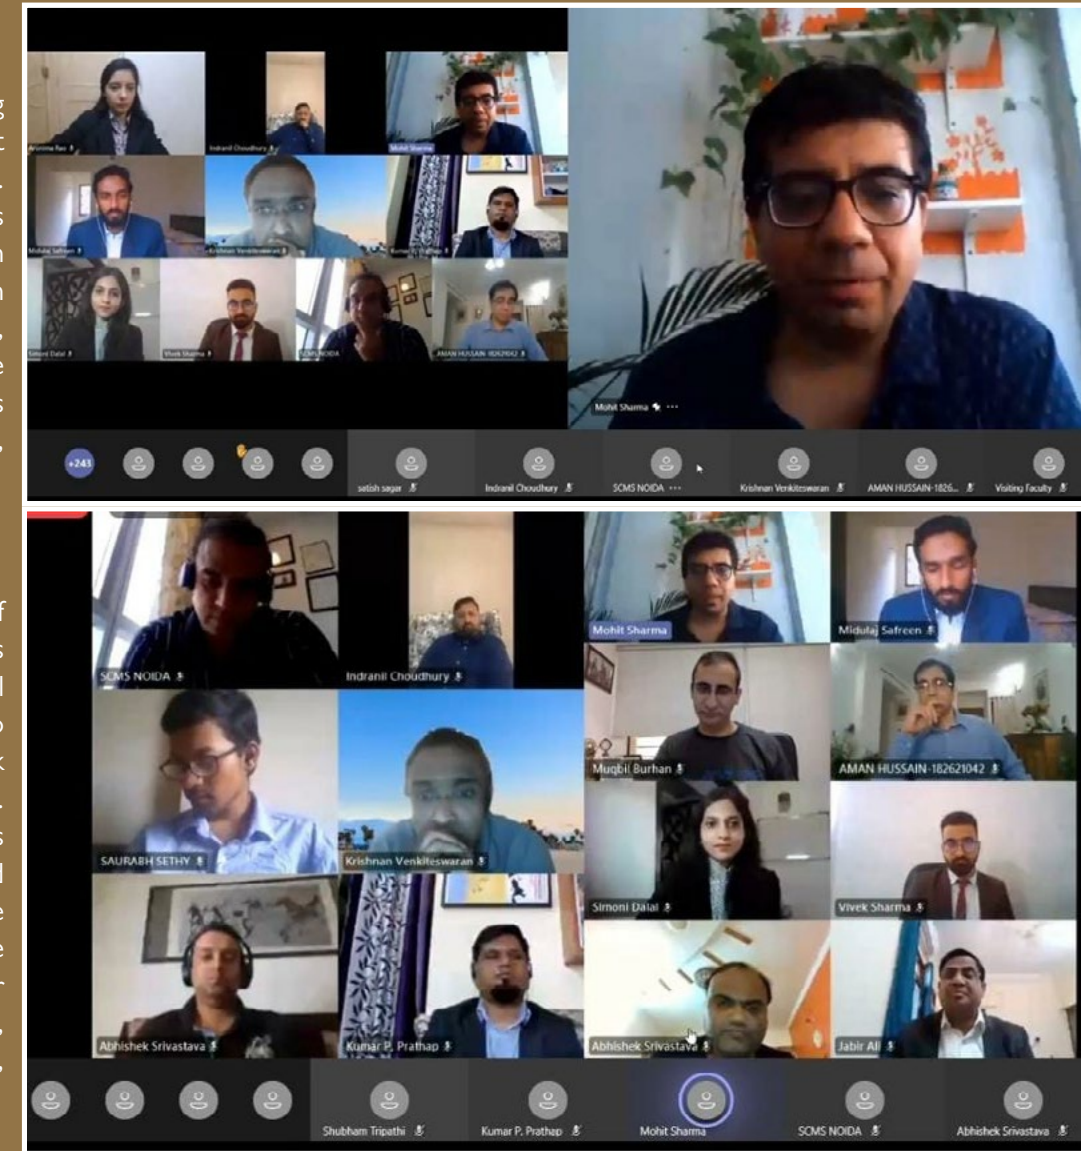 Arunima Rao
Indranil Choudhury
Mohit Sharma
Midulaj Safreen
Krishnan Venkiteswaran
Kumar P. Prathap
Simoni Dalal
Vivek Sharma
SCMS NOIDA
AMAN HUSSAIN-182621042
Mohit Sharma
+243
satish sagar
Indranil Choudhury
SCMS NOIDA
Krishnan Venkiteswaran
AMAN HUSSAIN-1826...
Visiting Faculty
SCMS NOIDA
Indranil Choudhury
Mohit Sharma
Midulaj Safreen
Muqbil Burhan
AMAN HUSSAIN-182621042
SAURABH SETHY
Krishnan Venkiteswaran
Simoni Dalal
Vivek Sharma
Abhishek Srivastava
Kumar P. Prathap
Abhishek Srivastava
Jabir Ali
Shubham Tripathi
Kumar P. Prathap
Mohit Sharma
SCMS NOIDA
Abhishek Srivastava